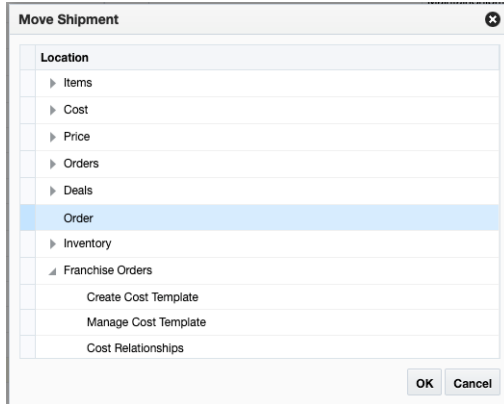 Move Shipment
Location
Items
Cost
Price
Orders
Deals
Order
Inventory
Franchise Orders
Create Cost Template
Manage Cost Template
Cost Relationships
OK Cancel